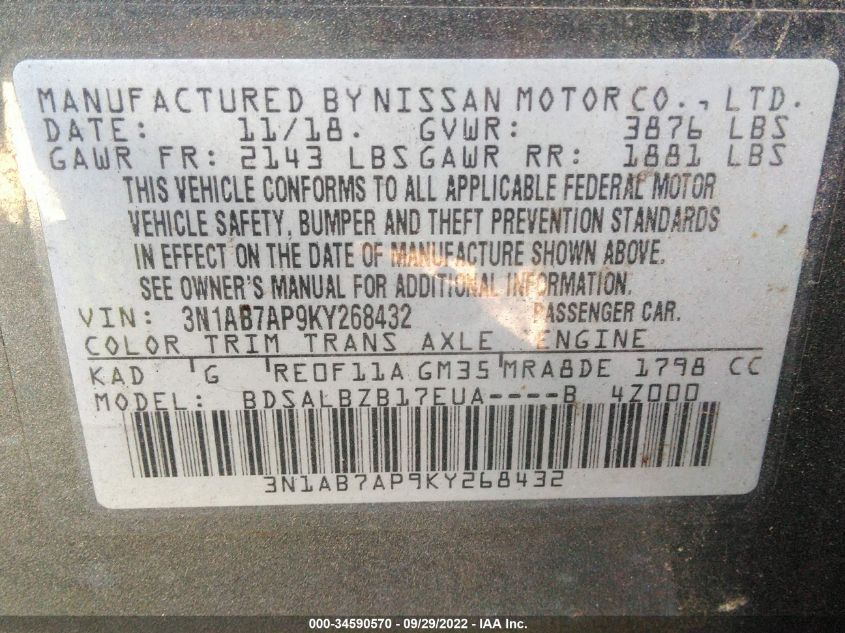 MANUFACTURED BY NISSAN MOTOR CO., LTD.
DATE: 11/18. GVWR: 3876 LBS
GAWR FR: 2143 LBS GAWR RR: 1881 LBS
THIS VEHICLE CONFORMS TO ALL APPLICABLE FEDERAL MOTOR
VEHICLE SAFETY, BUMPER AND THEFT PREVENTION STANDARDS
IN EFFECT ON THE DATE OF MANUFACTURE SHOWN ABOVE.
SEE OWNER'S MANUAL FOR ADDITIONAL INFORMATION.
VIN: 3N1AB7AP9KY268432 PASSENGER CAR.
COLOR TRIM TRANS AXLE ENGINE
KAD G RE0F11A GM35 MRA8DE 1798 CC
MODEL: BDSALBZB17EUA----B 4Z000
3N1AB7AP9KY268432
000-34590570 - 09/29/2022 - IAA Inc.